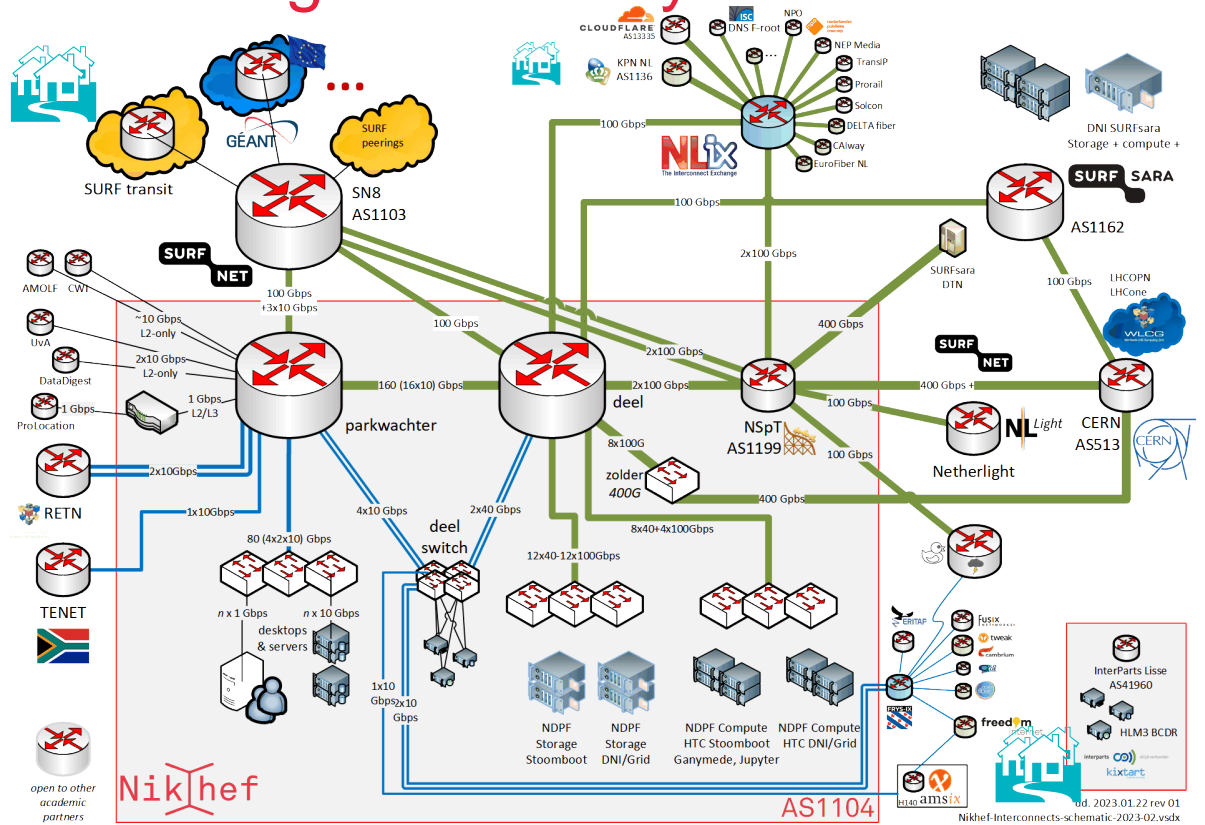 CLOUDFLARE
AS13335
ISC
DNS F-root
NPO
KPN NL
AS1136
...
NEP Media
TransIP
Prorail
Solcon
DELTA fiber
CAIway
EuroFiber NL
NLix
The Interconnect Exchange
DNI SURFsara
Storage + compute +
GÉANT
SURF
peerings
SURF transit
SN8
AS1103
SURF
NET
100 Gbps
100 Gbps
SURF SARA
AS1162
2x100 Gbps
SURFsara
DTN
100 Gbps
LHCOPN
LHCone
WLCG
AMOLF
CWI
100 Gbps
+3x10 Gbps
~10 Gbps
L2-only
UvA
2x10 Gbps
L2-only
DataDigest
1 Gbps
1 Gbps
L2/L3
ProLocation
100 Gbps
2x100 Gbps
400 Gbps
SURF
NET
160 (16x10) Gbps
2x100 Gbps
400 Gbps +
100 Gbps
parkwachter
deel
NSpT
AS1199
100 Gbps
NL Light
Netherlight
CERN
AS513
CERN
8x100G
zolder
400G
400 Gpbs
2x10Gbps
RETN
1x10Gbps
TENET
4x10 Gbps
2x40 Gbps
deel
switch
80 (4x2x10) Gbps
8x40+4x100Gbps
12x40-12x100Gbps
n x 1 Gbps
n x 10 Gbps
desktops
& servers
1x10
Gbps
2x10
Gbps
NDPF
Storage
Stoomboot
NDPF
Storage
DNI/Grid
NDPF Compute
HTC Stoomboot
Ganymede, Jupyter
NDPF Compute
HTC DNI/Grid
ERITAP
Fusix
NETWORKS
tweak
cambrium
FRYS-IX
freedom
internet
H140
amsix
InterParts Lisse
AS41960
HLM3 BCDR
interparts
kixtart
open to other
academic
partners
Nikhef
AS1104
dd. 2023.01.22 rev 01
Nikhef-Interconnects-schematic-2023-02.vsdx